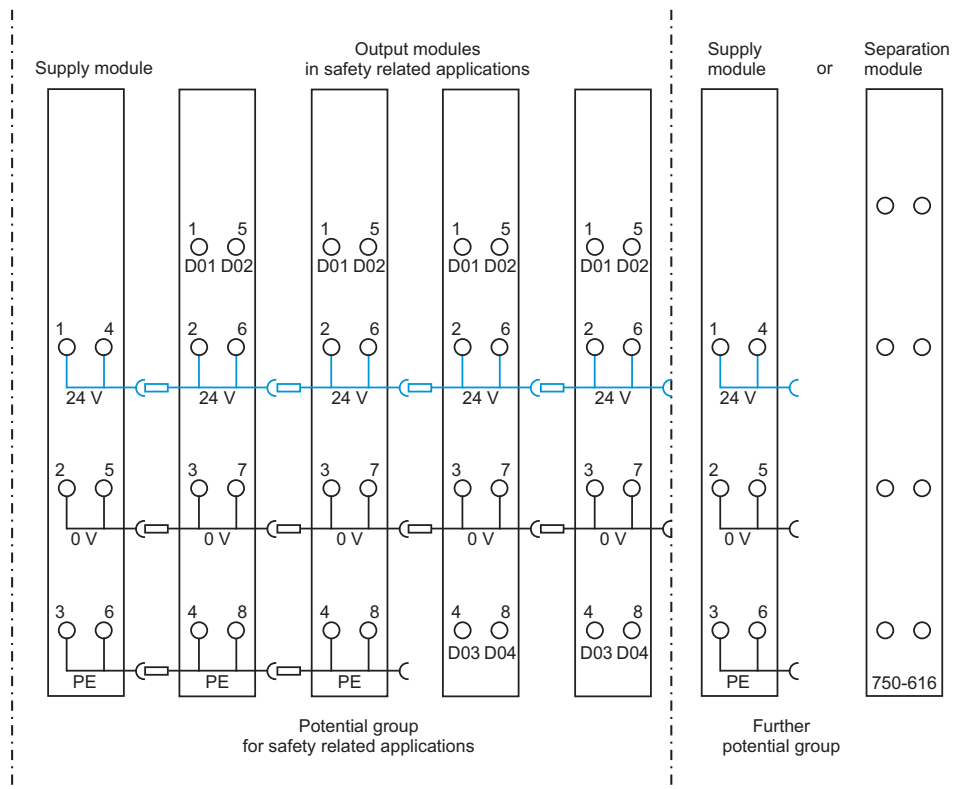 Supply module
Output modules
in safety related applications
Supply
module
or
Separation
module
1 5
1 5
1 5
1 5
D01 D02
D01 D02
D01 D02
D01 D02
1 4
2 6
2 6
2 6
2 6
1 4
24 V
24 V
24 V
24 V
24 V
24 V
2 5
3 7
3 7
3 7
3 7
2 5
0 V
0 V
0 V
0 V
0 V
0 V
3 6
4 8
4 8
4 8
4 8
3 6
D03 D04
D03 D04
PE
PE
PE
PE
750-616
Potential group
for safety related applications
Further
potential group